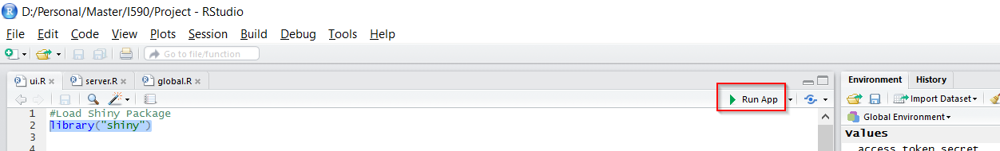 D:/Personal/Master/I590/Project - RStudio
File Edit Code View Plots Session Build Debug Tools Help
Go to file/function
ui.R server.R global.R
Environment History
Run App
Import Dataset
1 #Load Shiny Package
2 library("shiny")
3
4
Global Environment
Values
access token secret